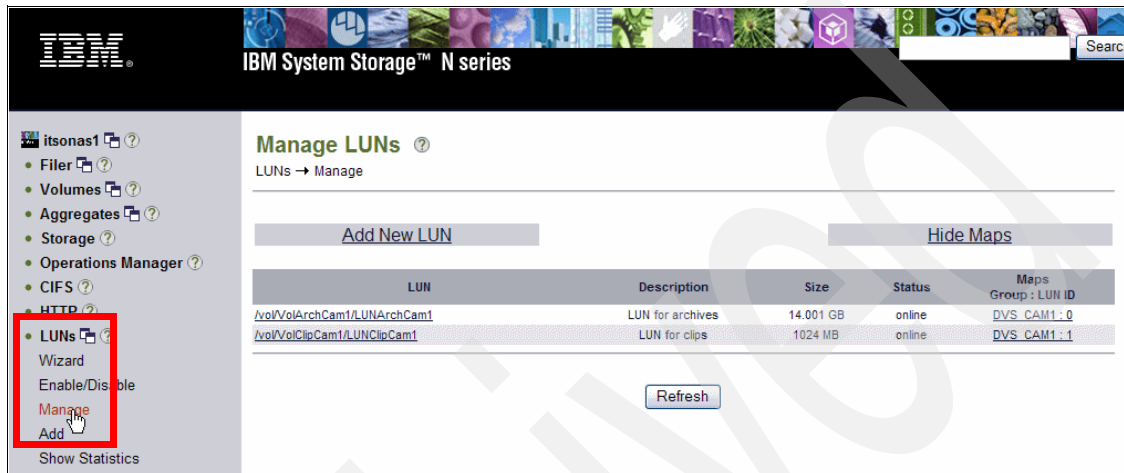 IBM®
IBM System Storage™ N series
Searc
itsonas1
Filer
Volumes
Aggregates
Storage
Operations Manager
CIFS
HTTP
LUNs
Wizard
Enable/Disable
Manage
Add
Show Statistics
Manage LUNs
LUNs → Manage
Add New LUN Hide Maps
LUN Description Size Status Maps
Group : LUN ID
/vol/VolArchCam1/LUNArchCam1 LUN for archives 14.001 GB online DVS_CAM1 : 0
/vol/VolClipCam1/LUNClipCam1 LUN for clips 1024 MB online DVS_CAM1 : 1
Refresh